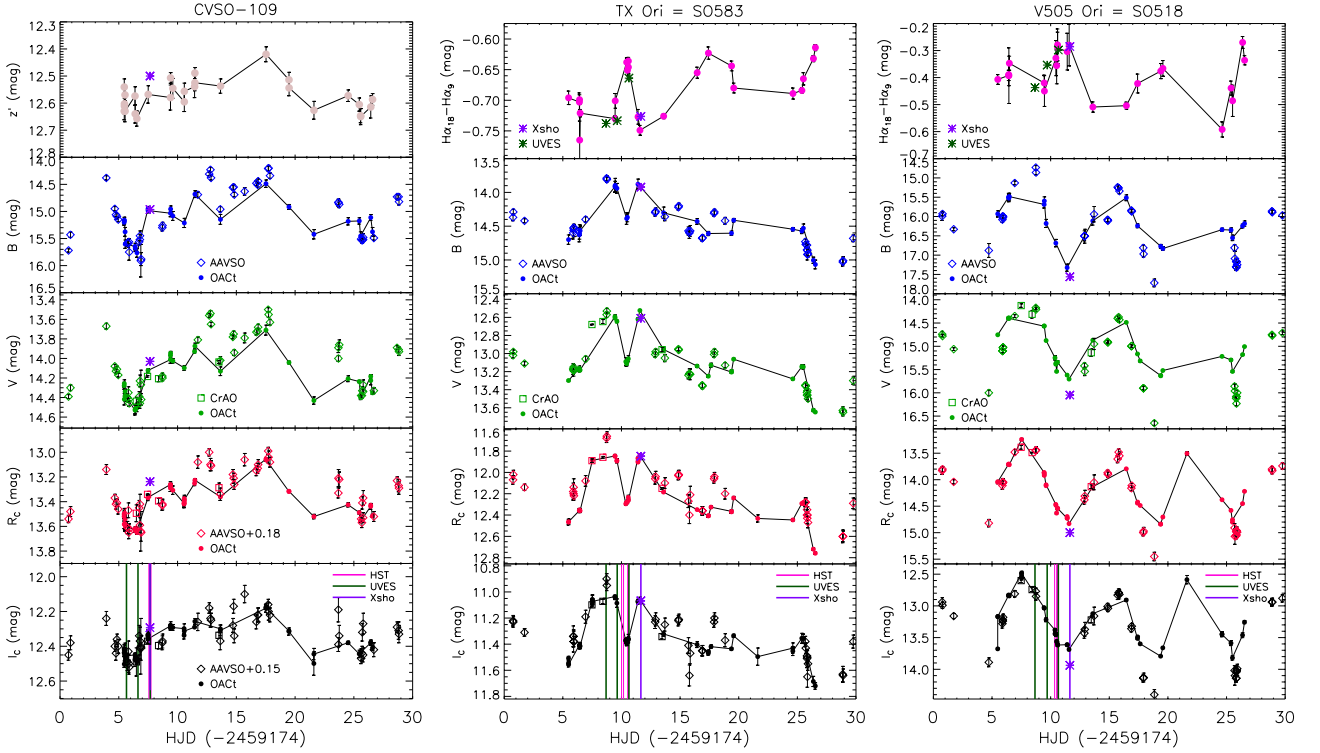 CVSO-109
TX Ori = SO583
V505 Ori = SO518
12.3
12.4
12.5
12.6
12.7
12.8
z' (mag)
14.0
14.5
15.0
15.5
16.0
16.5
B (mag)
AAVSO
OACt
13.4
13.6
13.8
14.0
14.2
14.4
14.6
V (mag)
CrAO
OACt
13.0
13.2
13.4
13.6
13.8
Rc (mag)
AAVSO+0.18
OACt
12.0
12.2
12.4
12.6
Ic (mag)
HST
UVES
Xsho
AAVSO+0.15
OACt
0 5 10 15 20 25 30
HJD (-2459174)
-0.60
-0.65
-0.70
-0.75
Hα18-Hα9 (mag)
Xsho
UVES
13.5
14.0
14.5
15.0
B (mag)
AAVSO
OACt
12.4
12.6
12.8
13.0
13.2
13.4
13.6
V (mag)
CrAO
OACt
11.6
11.8
12.0
12.2
12.4
12.6
12.8
Rc (mag)
10.8
11.0
11.2
11.4
11.6
11.8
Ic (mag)
HST
UVES
Xsho
0 5 10 15 20 25 30
HJD (-2459174)
-0.2
-0.3
-0.4
-0.5
-0.6
-0.7
Hα18-Hα9 (mag)
Xsho
UVES
14.5
15.0
15.5
16.0
16.5
17.0
17.5
18.0
B (mag)
AAVSO
OACt
14.0
14.5
15.0
15.5
16.0
16.5
V (mag)
CrAO
OACt
13.5
14.0
14.5
15.0
15.5
Rc (mag)
12.5
13.0
13.5
14.0
Ic (mag)
HST
UVES
Xsho
0 5 10 15 20 25 30
HJD (-2459174)